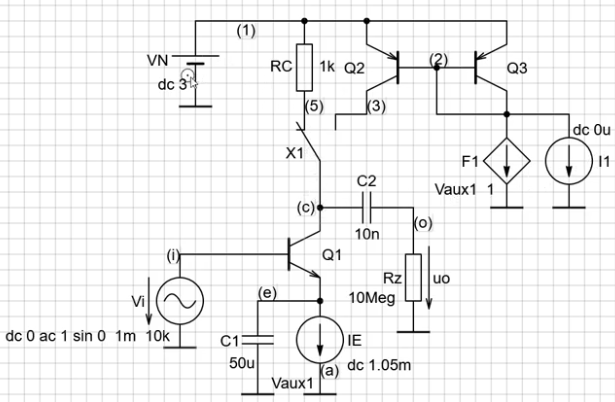 (1)
VN
dc 3
RC
1k
Q2
(2)
Q3
(5)
(3)
dc 0u
X1
F1
I1
Vaux1 1
C2
(c)
(o)
10n
(i)
Q1
Rz
uo
(e)
10Meg
Vi
dc 0 ac 1 sin 0 1m 10k
C1
IE
50u
(a)
dc 1.05m
Vaux1